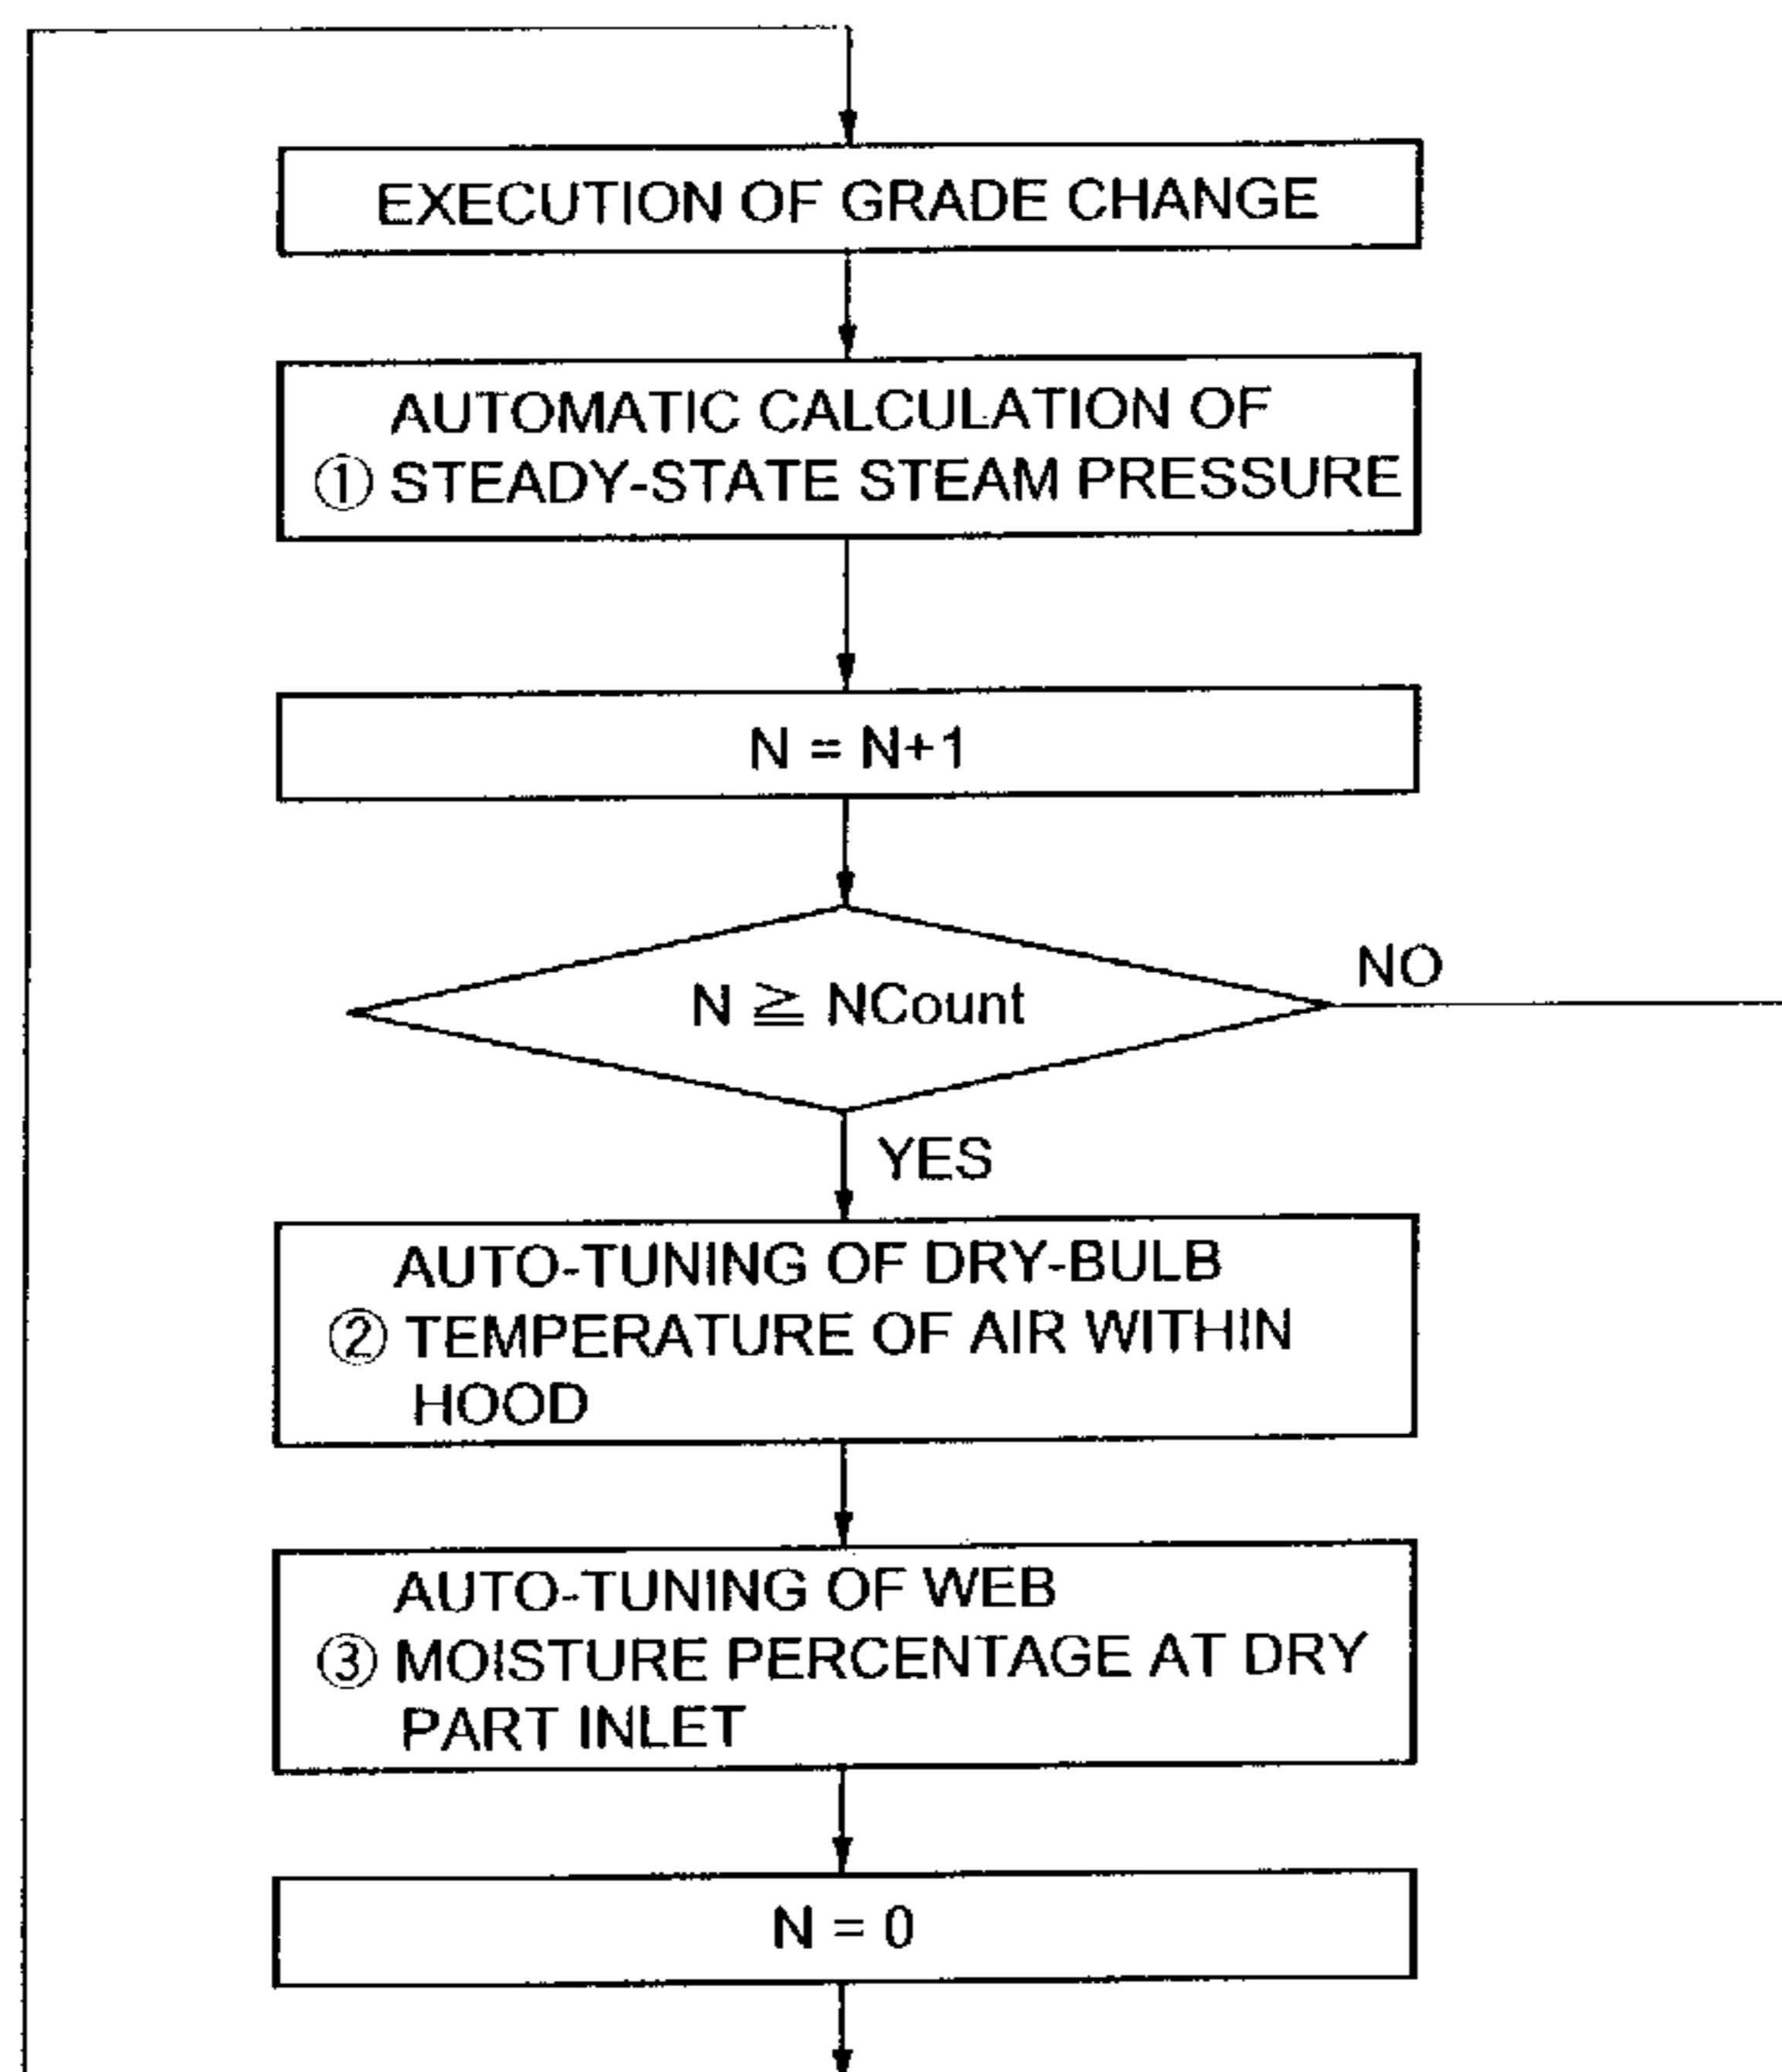 EXECUTION OF GRADE CHANGE
AUTOMATIC CALCULATION OF
① STEADY-STATE STEAM PRESSURE
N = N+1
N ≧ NCount
NO
YES
AUTO-TUNING OF DRY-BULB
② TEMPERATURE OF AIR WITHIN
HOOD
AUTO-TUNING OF WEB
③ MOISTURE PERCENTAGE AT DRY
PART INLET
N = 0